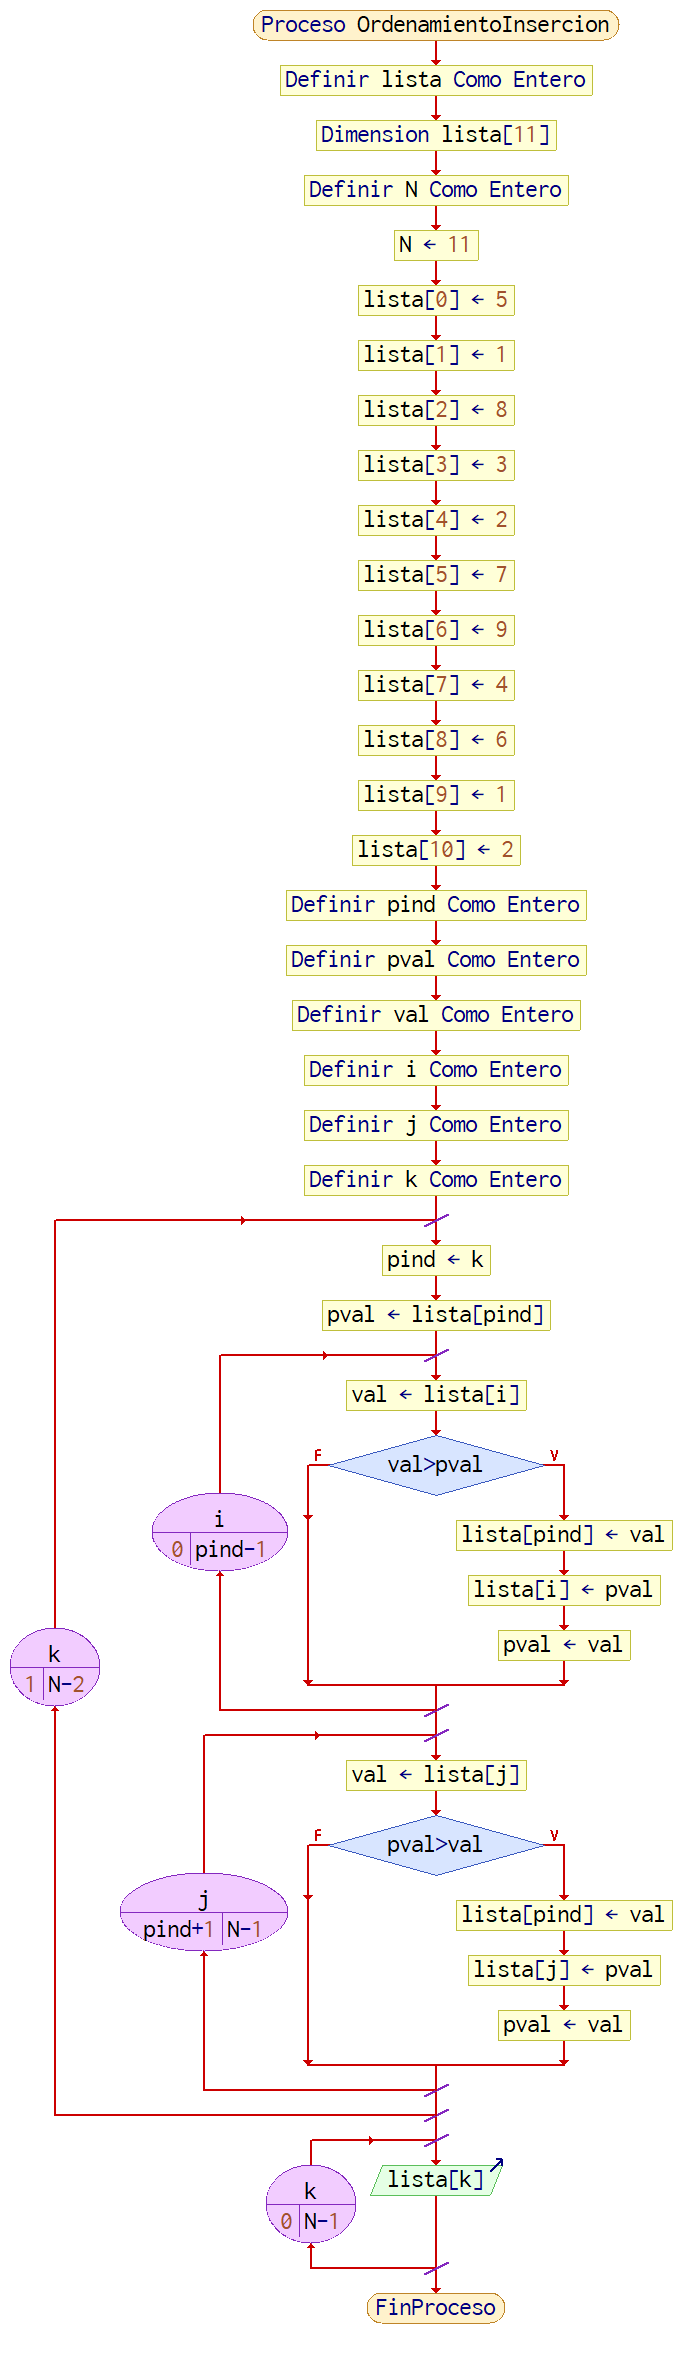 Proceso OrdenamientoInsercion
Definir lista Como Entero
Dimension lista[11]
Definir N Como Entero
N ← 11
lista[0] ← 5
lista[1] ← 1
lista[2] ← 8
lista[3] ← 3
lista[4] ← 2
lista[5] ← 7
lista[6] ← 9
lista[7] ← 4
lista[8] ← 6
lista[9] ← 1
lista[10] ← 2
Definir pind Como Entero
Definir pval Como Entero
Definir val Como Entero
Definir i Como Entero
Definir j Como Entero
Definir k Como Entero
k
1 N-2
pind ← k
pval ← lista[pind]
i
0 pind-1
val ← lista[i]
val>pval
F
V
lista[pind] ← val
lista[i] ← pval
pval ← val
j
pind+1 N-1
val ← lista[j]
pval>val
F
V
lista[pind] ← val
lista[j] ← pval
pval ← val
k
0 N-1
lista[k]
FinProceso